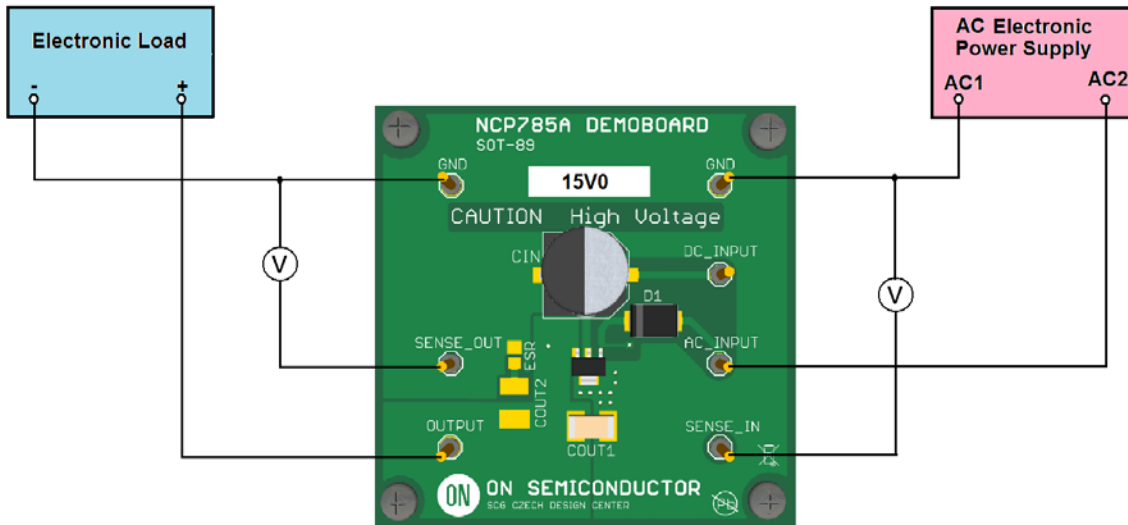 Electronic Load
- +
AC Electronic
Power Supply
AC1 AC2
NCP785A DEMOBOARD
SOT-89
GND
15V0
GND
CAUTION High Voltage
CIN
DC_INPUT
D1
V
V
SENSE_OUT
ESR
AC_INPUT
COUT2
OUTPUT
COUT1
SENSE_IN
ON
ON SEMICONDUCTOR
SCG CZECH DESIGN CENTER
Pb